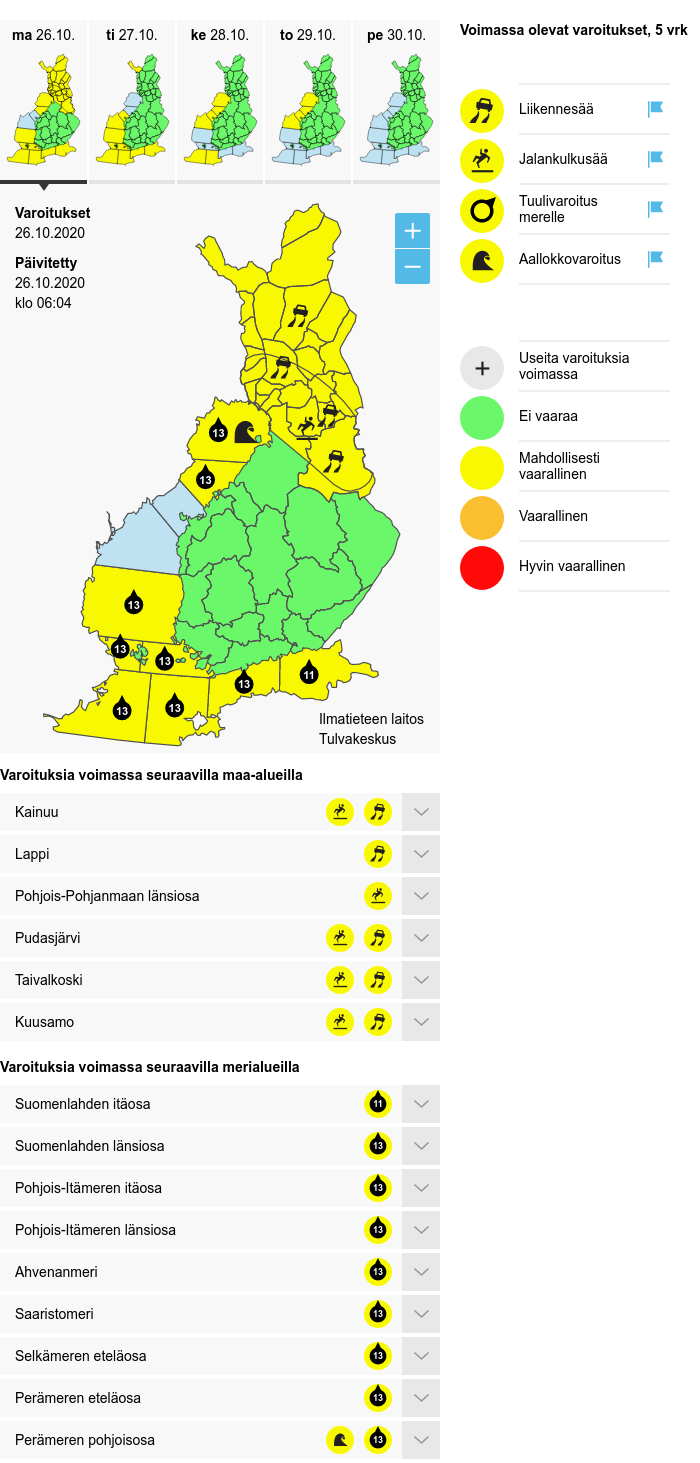 ma 26.10.
ti 27.10.
ke 28.10.
to 29.10.
pe 30.10.
Varoitukset
26.10.2020
Päivitetty
26.10.2020
klo 06:04
+
−
13
13
13
13
13
13
13
13
11
Ilmatieteen laitos
Tulvakeskus
Voimassa olevat varoitukset, 5 vrk
Liikennesää
Jalankulkusää
Tuulivaroitus
merelle
Aallokkovaroitus
+
Useita varoituksia
voimassa
Ei vaaraa
Mahdollisesti
vaarallinen
Vaarallinen
Hyvin vaarallinen
Varoituksia voimassa seuraavilla maa-alueilla
Kainuu
Lappi
Pohjois-Pohjanmaan länsiosa
Pudasjärvi
Taivalkoski
Kuusamo
Varoituksia voimassa seuraavilla merialueilla
Suomenlahden itäosa 11
Suomenlahden länsiosa 13
Pohjois-Itämeren itäosa 13
Pohjois-Itämeren länsiosa 13
Ahvenanmeri 13
Saaristomeri 13
Selkämeren eteläosa 13
Perämeren eteläosa 13
Perämeren pohjoisosa 13